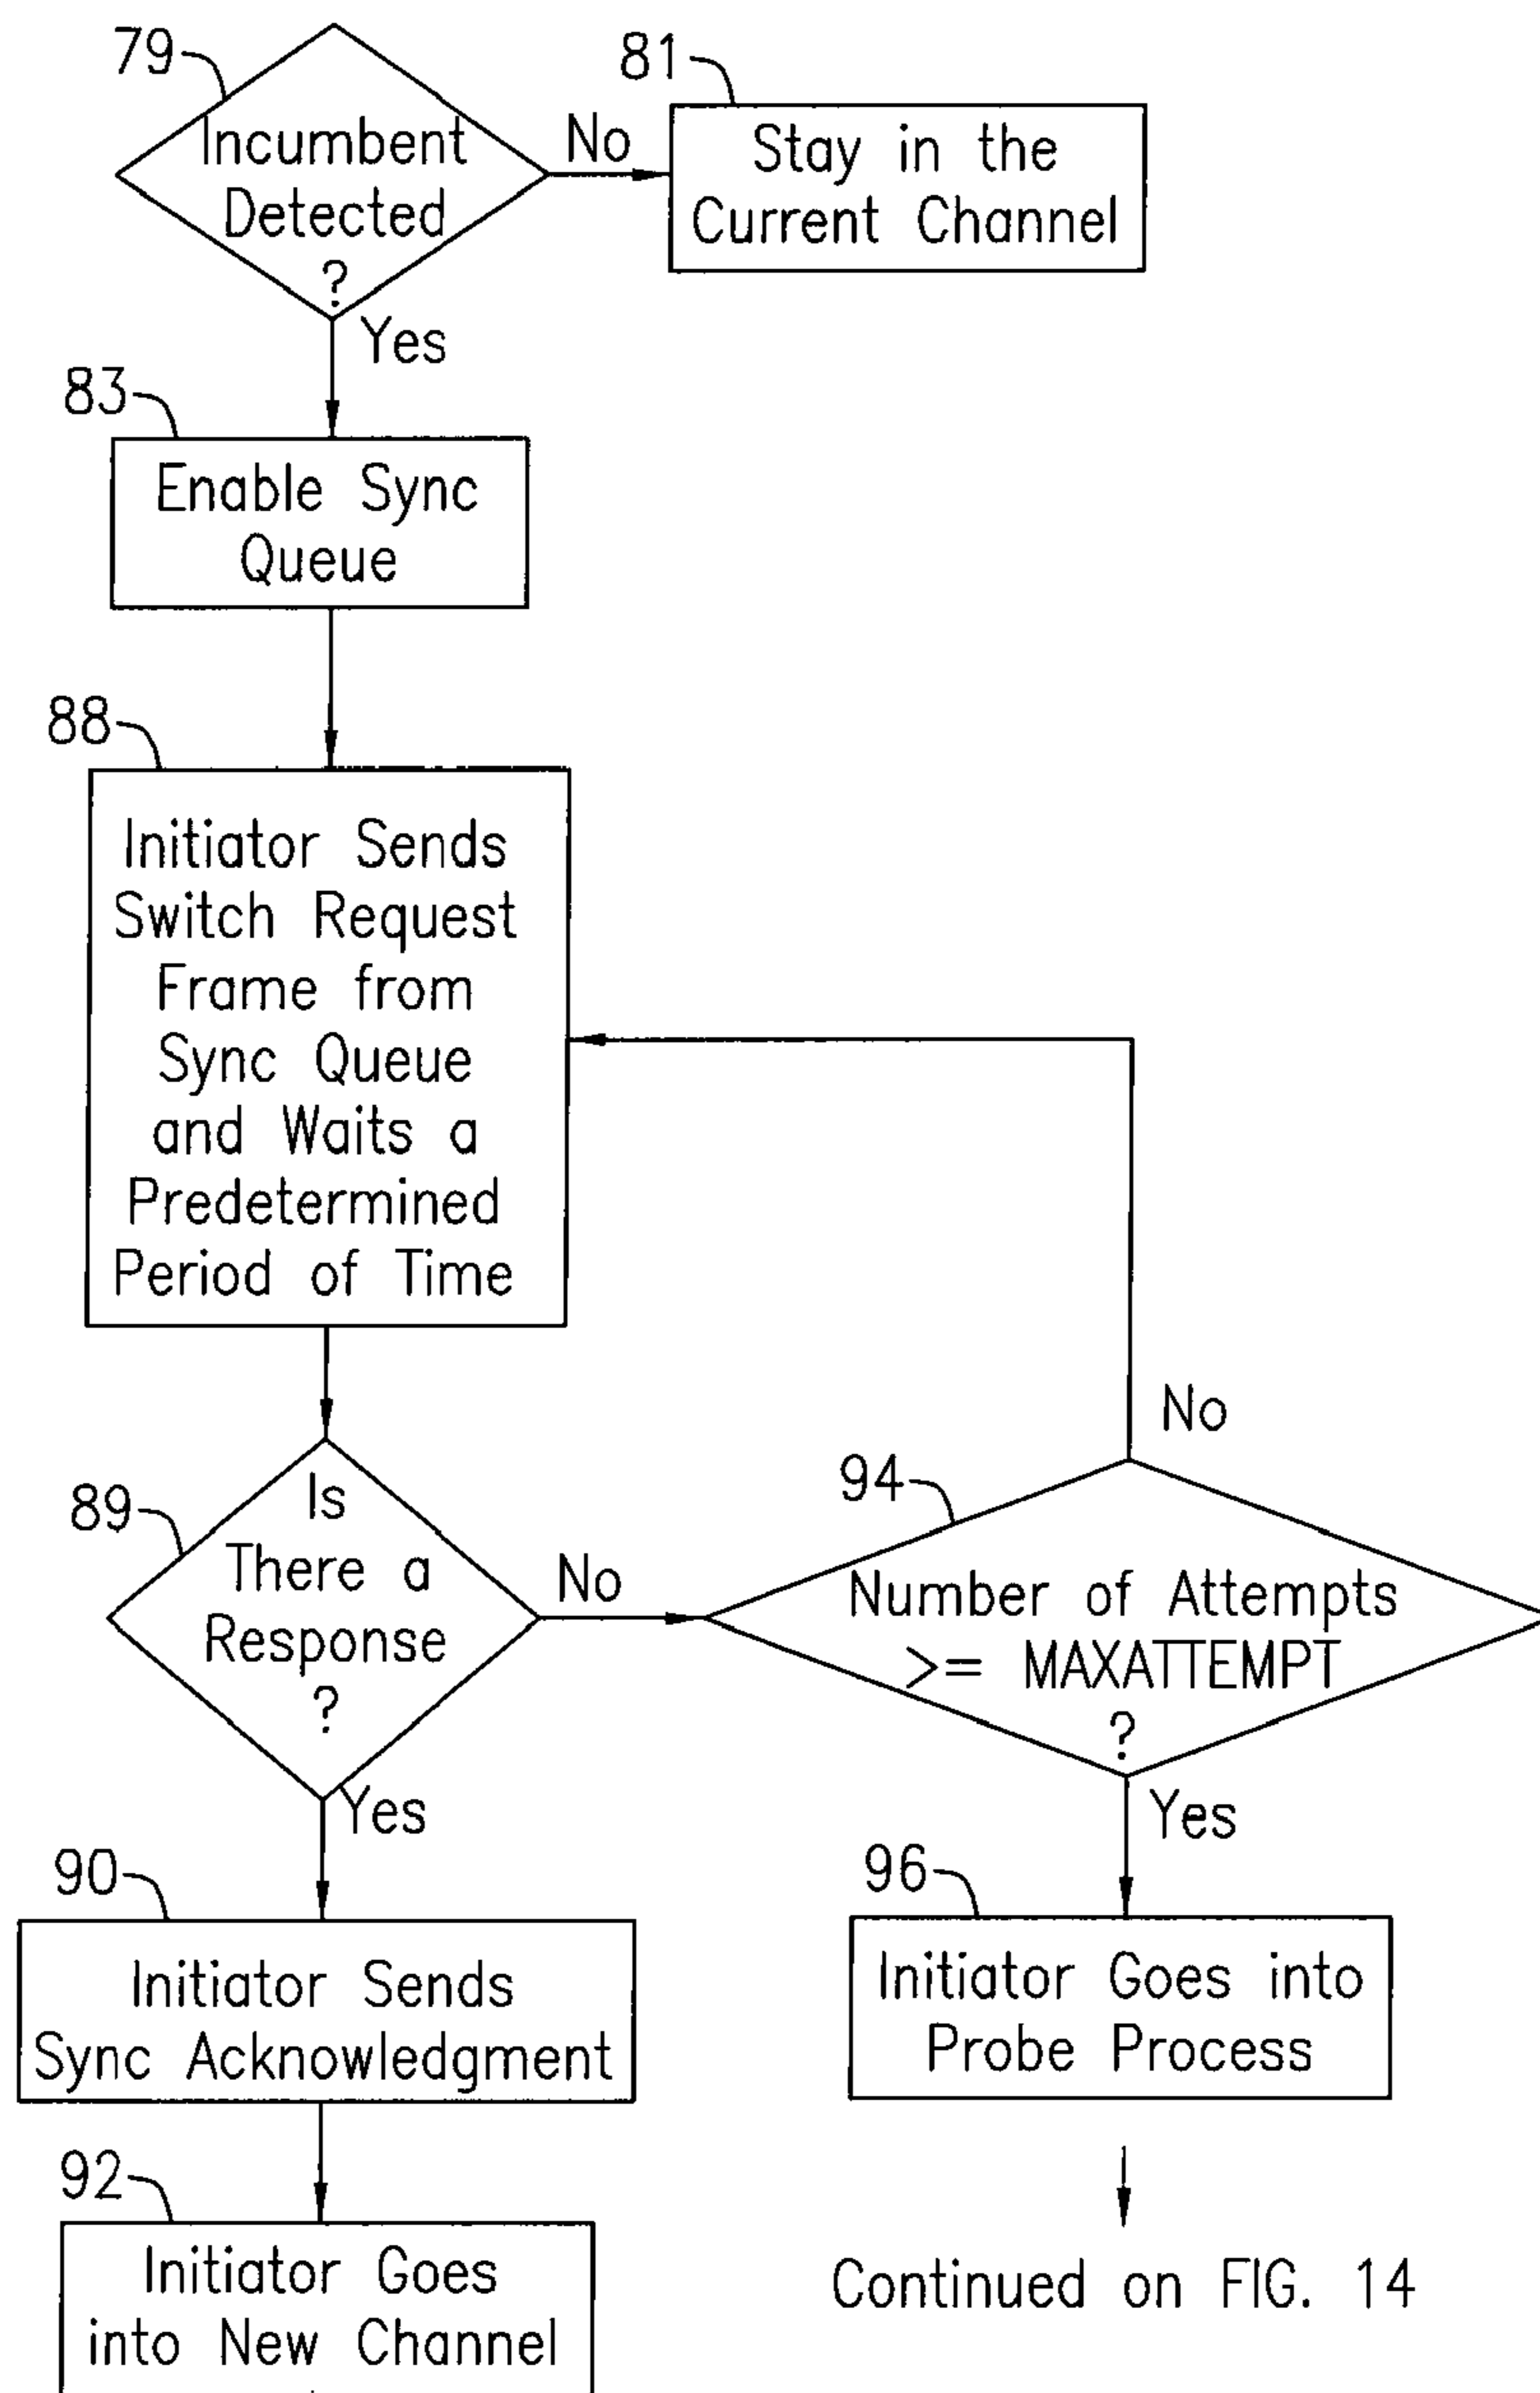 79
Incumbent
Detected
?
No
81
Stay in the
Current Channel
Yes
83
Enable Sync
Queue
88
Initiator Sends
Switch Request
Frame from
Sync Queue
and Waits a
Predetermined
Period of Time
89
Is
There a
Response
?
No
94
Number of Attempts
>= MAXATTEMPT
?
No
Yes
90
Initiator Sends
Sync Acknowledgment
Yes
96
Initiator Goes into
Probe Process
92
Initiator Goes
into New Channel
Continued on FIG. 14